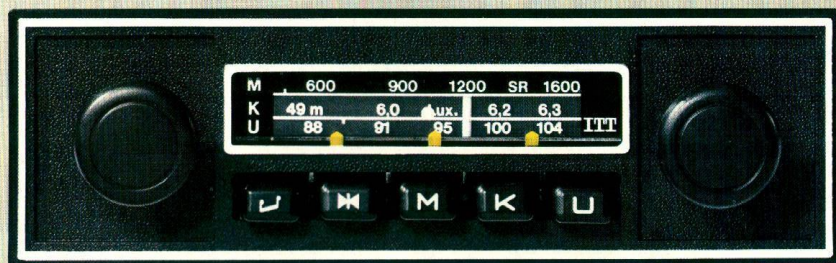 M 600 900 1200 SR 1600
K 49 m 6,0 Lux. 6,2 6,3
U 88 91 95 100 104 ITT
M K U